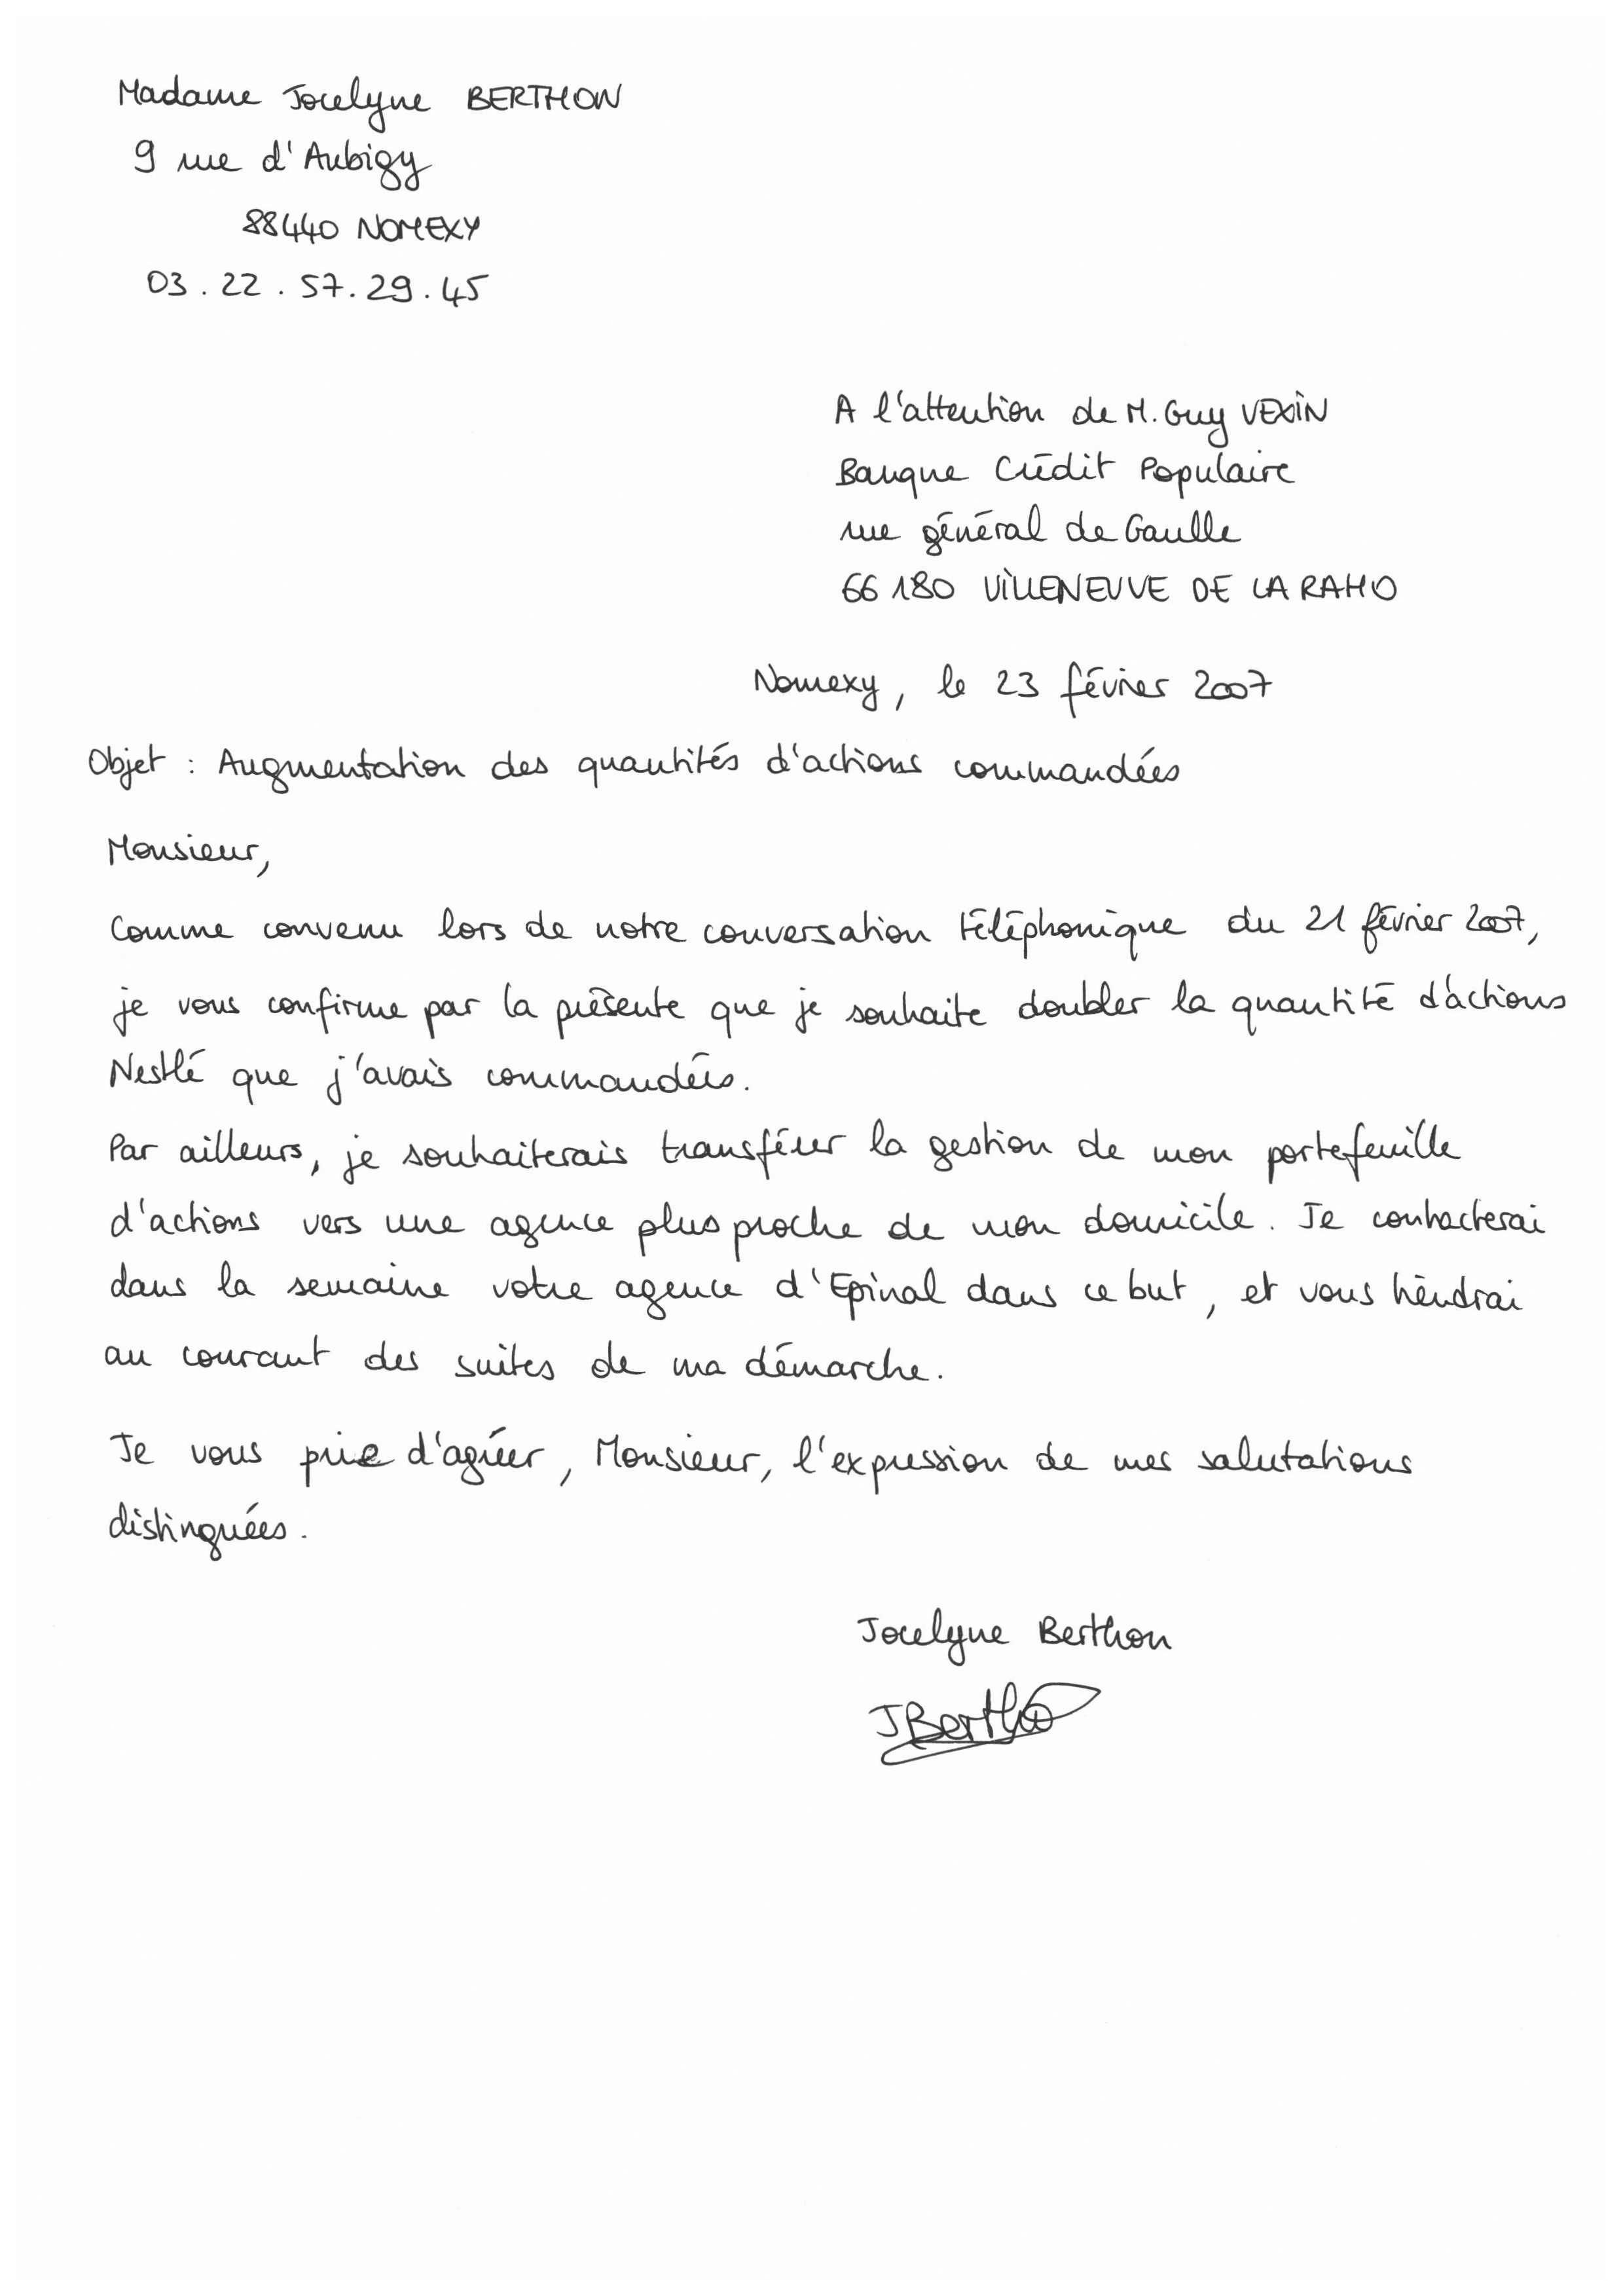 Madame Jocelyne BERTHON
9 rue d'Aubigy
88440 NOMEXY
03.22.57.29.45
A l'attention de M. Guy VEXIN
Banque Crédit Populaire
rue général de Gaulle
66180 VILLENEUVE DE LA RAHO
Nomexy, le 23 février 2007
Objet : Augmentation des quantités d'actions commandées
Monsieur,
Comme convenu lors de notre conversation téléphonique du 21 février 2007,
je vous confirme par la présente que je souhaite doubler la quantité d'actions
Nestlé que j'avais commandées.
Par ailleurs, je souhaiterais transférer la gestion de mon portefeuille
d'actions vers une agence plus proche de mon domicile. Je contacterai
dans la semaine votre agence d'Epinal dans ce but, et vous tiendrai
au courant des suites de ma démarche.
Je vous prie d'agréer, Monsieur, l'expression de mes salutations
distinguées.
Jocelyne Berthon
JBertho